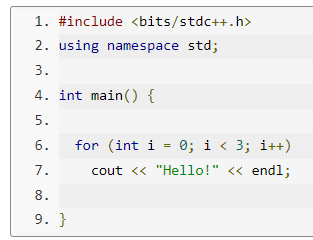 1. #include <bits/stdc++.h>
2. using namespace std;
3.
4. int main() {
5.
6.   for (int i = 0; i < 3; i++)
7.     cout << "Hello!" << endl;
8.
9. }